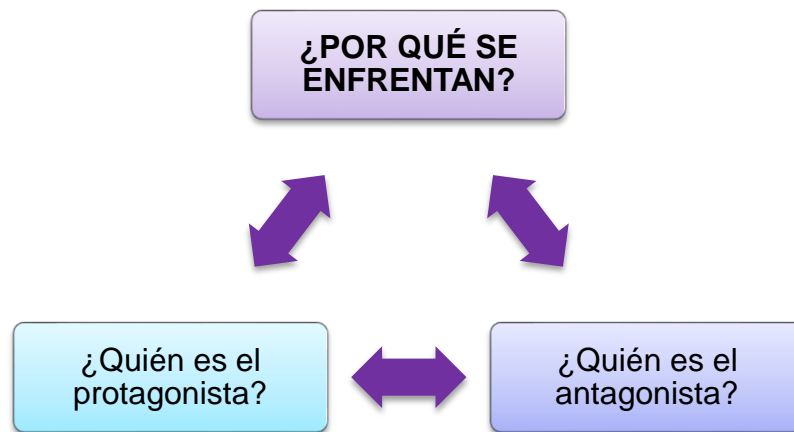 ¿POR QUÉ SE
ENFRENTAN?
¿Quién es el
protagonista?
¿Quién es el
antagonista?